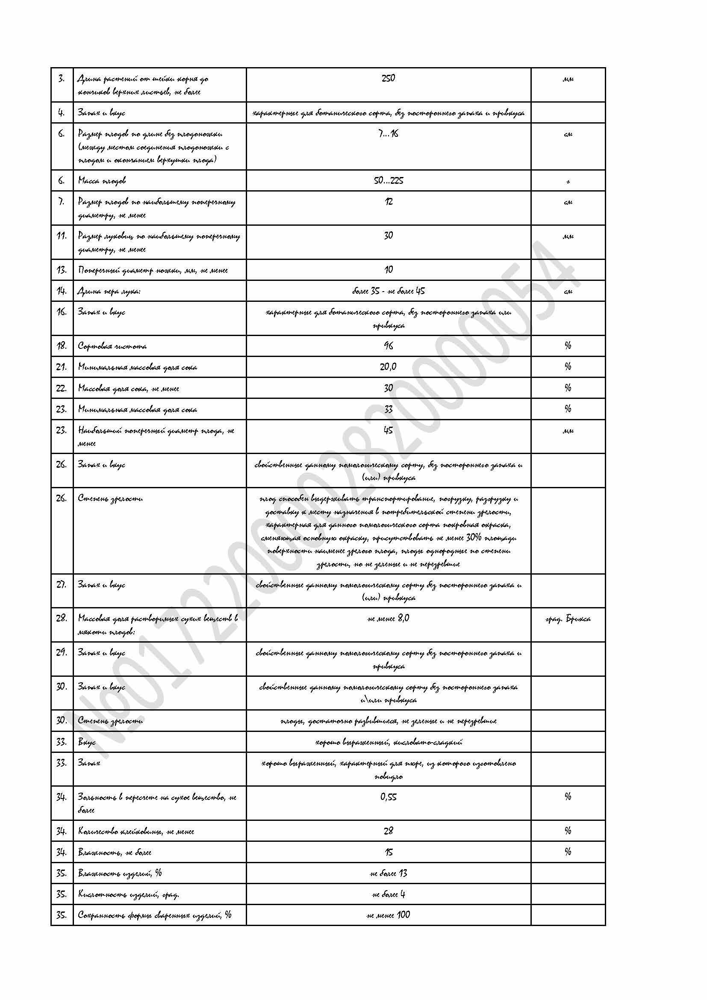 3. Длина растений от шейки корня до 250 мм
кончиков верхних листьев, не более
4. Запах и вкус характерные для ботанического сорта, без постороннего запаха и привкуса
6. Размер плодов по длине без плодоножки 7...16 см
(между местом соединения плодоножки с
плодом и окончанием верхушки плода)
6. Масса плодов 50...225 г
7. Размер плодов по наибольшему поперечному 12 см
диаметру, не менее
11. Размер луковиц по наибольшему поперечному 30 мм
диаметру, не менее
13. Поперечный диаметр ножки, мм, не менее 10
14. Длина пера лука: более 35 - не более 45 см
16. Запах и вкус характерные для ботанического сорта, без постороннего запаха или
привкуса
18. Сортовая чистота 96 %
21. Минимальная массовая доля сока 20,0 %
22. Массовая доля сока, не менее 30 %
23. Минимальная массовая доля сока 33 %
23. Наибольший поперечный диаметр плода, не 45 мм
менее
26. Запах и вкус свойственные данному помологическому сорту, без постороннего запаха и
(или) привкуса
26. Степень зрелости плод способен выдерживать транспортирование, погрузку, разгрузку и
доставку к месту назначения в потребительской степени зрелости,
характерная для данного помологического сорта покровная окраска,
сменяющая основную окраску, присутствовать не менее 30% площади
поверхности наименее зрелого плода, плоды однородные по степени
зрелости, но не зеленые и не перезревшие
27. Запах и вкус свойственные данному помологическому сорту без постороннего запаха и
(или) привкуса
28. Массовая доля растворимых сухих веществ в не менее 8,0 град. Брикса
мякоти плодов:
29. Запах и вкус свойственные данному помологическому сорту без постороннего запаха и
привкуса
30. Запах и вкус свойственные данному помологическому сорту без постороннего запаха
и\или привкуса
30. Степень зрелости плоды, достаточно развившиеся, не зеленые и не перезревшие
33. Вкус хорошо выраженный, кисловато-сладкий
33. Запах хорошо выраженный, характерный для пюре, из которого изготовлено
повидло
34. Зольность в пересчете на сухое вещество, не 0,55 %
более
34. Количество клейковины, не менее 28 %
34. Влажность, не более 15 %
35. Влажность изделий, % не более 13
35. Кислотность изделий, град. не более 4
35. Сохранность формы сваренных изделий, % не менее 100
№0172200002820000054